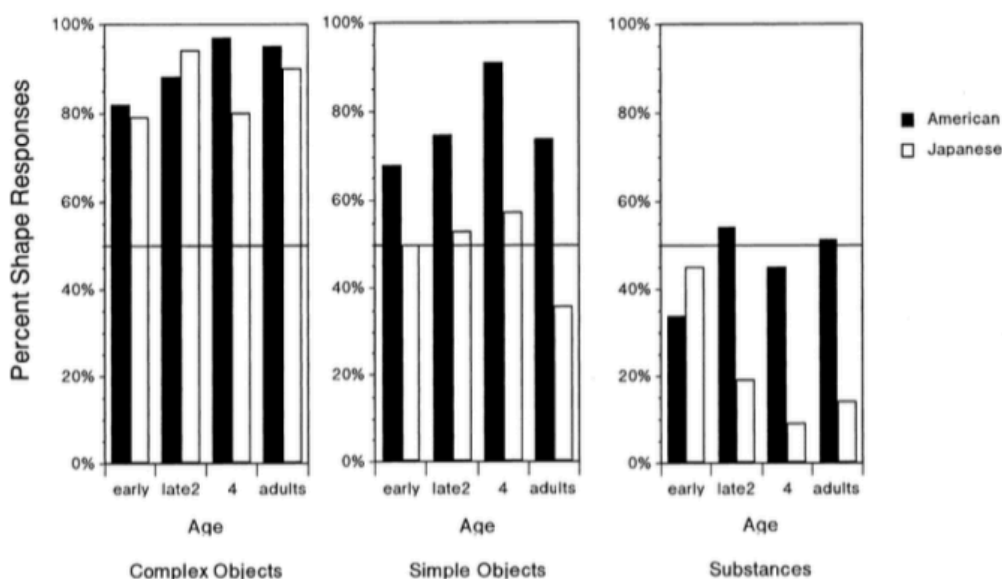 100%
80%
60%
40%
20%
0%
Percent Shape Responses
early late2 4 adults
Age
Complex Objects
100%
80%
60%
40%
20%
0%
early late2 4 adults
Age
Simple Objects
100%
80%
60%
40%
20%
0%
early late2 4 adults
Age
Substances
American
Japanese